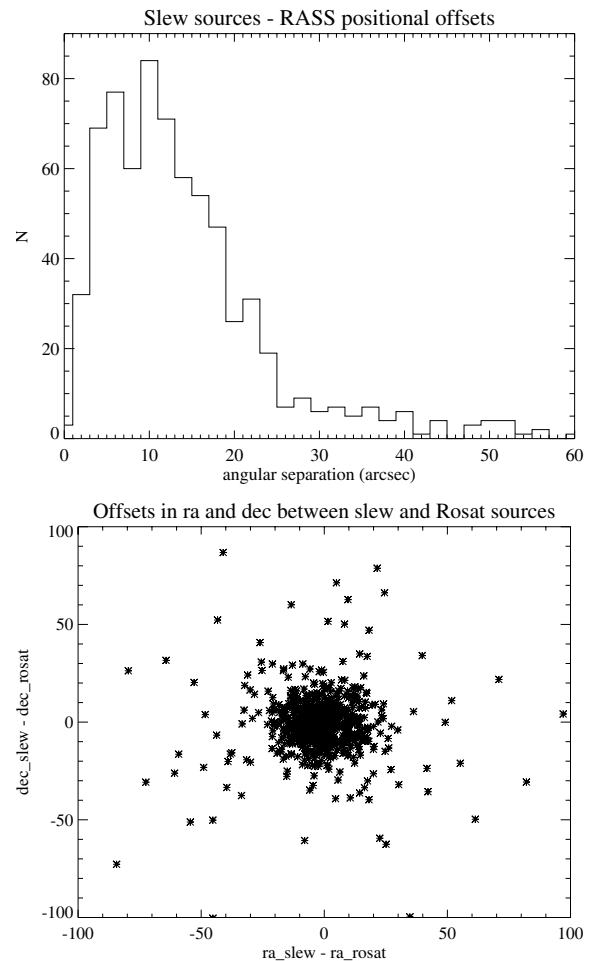 Slew sources - RASS positional offsets
80
60
40
20
0
N
0 10 20 30 40 50 60
angular separation (arcsec)
Offsets in ra and dec between slew and Rosat sources
100
50
0
-50
-100
dec_slew - dec_rosat
-100 -50 0 50 100
ra_slew - ra_rosat